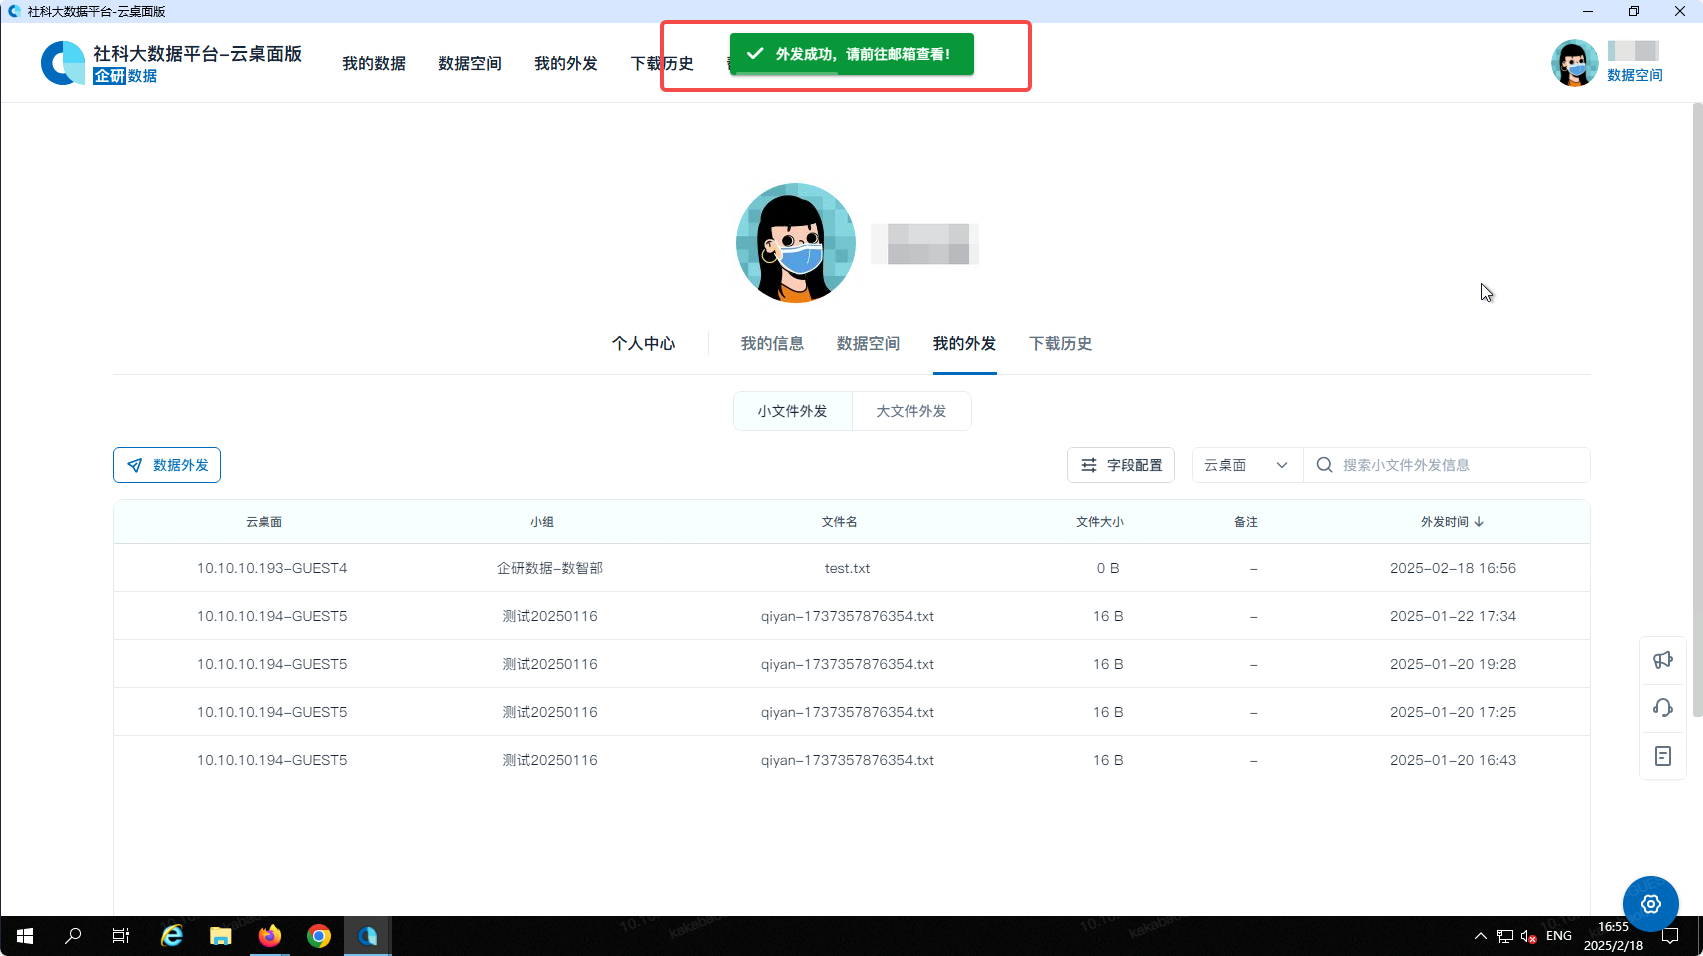 社科大数据平台-云桌面版
社科大数据平台-云桌面版
企研数据
我的数据 数据空间 我的外发 下载历史
外发成功，请前往邮箱查看！
数据空间
个人中心 我的信息 数据空间 我的外发 下载历史
小文件外发 大文件外发
数据外发 字段配置 云桌面 搜索小文件外发信息
云桌面 小组 文件名 文件大小 备注 外发时间
10.10.10.193-GUEST4 企研数据-数智部 test.txt 0 B - 2025-02-18 16:56
10.10.10.194-GUEST5 测试20250116 qiyan-1737357876354.txt 16 B - 2025-01-22 17:34
10.10.10.194-GUEST5 测试20250116 qiyan-1737357876354.txt 16 B - 2025-01-20 19:28
10.10.10.194-GUEST5 测试20250116 qiyan-1737357876354.txt 16 B - 2025-01-20 17:25
10.10.10.194-GUEST5 测试20250116 qiyan-1737357876354.txt 16 B - 2025-01-20 16:43
ENG
16:55
2025/2/18